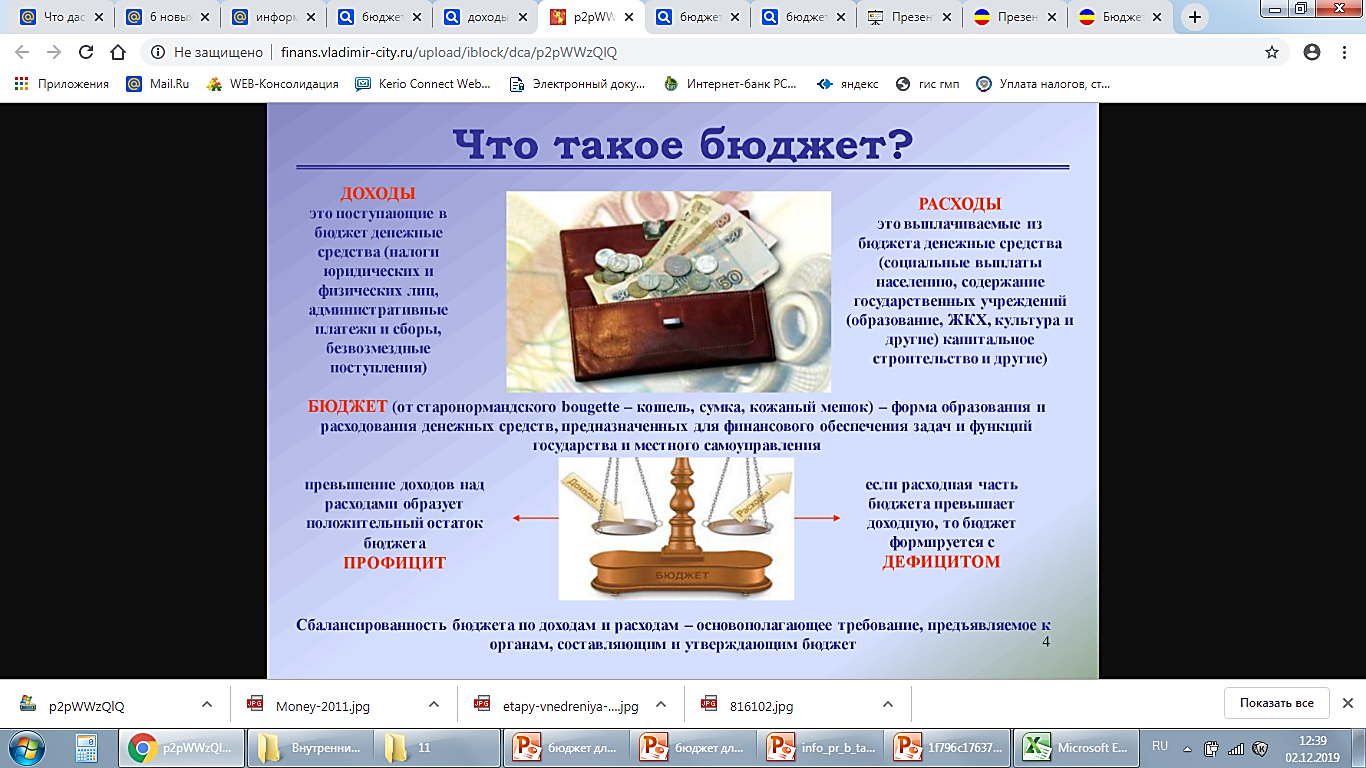 Что дас
6 новых
информ
бюджет
доходы
p2pWW
бюджет
бюджет
Презен
Презен
Бюдже
Не защищено | finans.vladimir-city.ru/upload/iblock/dca/p2pWWzQlQ
Приложения
Mail.Ru
WEB-Консолидация
Kerio Connect Web...
Электронный доку...
Интернет-банк РС...
яндекс
гис гмп
Уплата налогов, ст...
Что такое бюджет?
ДОХОДЫ
это поступающие в
бюджет денежные
средства (налоги
юридических и
физических лиц,
административные
платежи и сборы,
безвозмездные
поступления)
РАСХОДЫ
это выплачиваемые из
бюджета денежные средства
(социальные выплаты
населению, содержание
государственных учреждений
(образование, ЖКХ, культура и
другие) капитальное
строительство и другие)
50
БЮДЖЕТ (от старонормандского bougette – кошель, сумка, кожаный мешок) – форма образования и
расходования денежных средств, предназначенных для финансового обеспечения задач и функций
государства и местного самоуправления
превышение доходов над
расходами образует
положительный остаток
бюджета
ПРОФИЦИТ
Доходы
Расходы
БЮДЖЕТ
если расходная часть
бюджета превышает
доходную, то бюджет
формируется с
ДЕФИЦИТОМ
Сбалансированность бюджета по доходам и расходам – основополагающее требование, предъявляемое к
органам, составляющим и утверждающим бюджет
4
p2pWWzQlQ
Money-2011.jpg
etapy-vnedreniya-....jpg
816102.jpg
Показать все
p2pWWzQl...
Внутренни...
11
бюджет дл...
бюджет дл...
info_pr_b_ta...
1f796c17637...
Microsoft E...
RU
12:39
02.12.2019